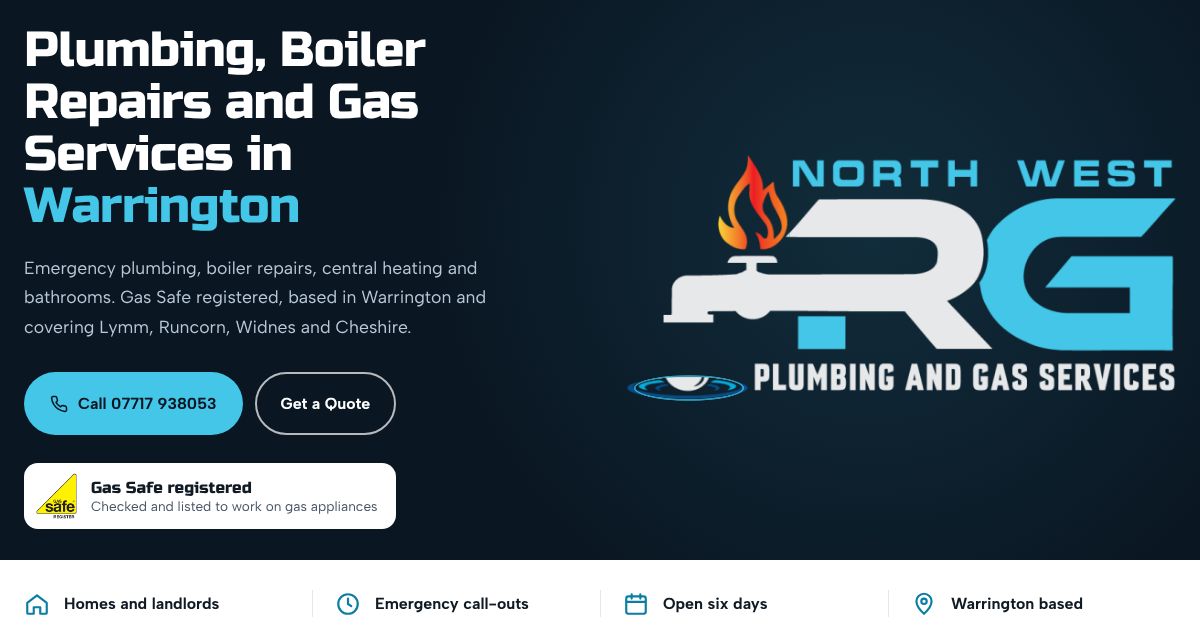 Plumbing, Boiler
Repairs and Gas
Services in
Warrington
Emergency plumbing, boiler repairs, central heating and
bathrooms. Gas Safe registered, based in Warrington and
covering Lymm, Runcorn, Widnes and Cheshire.
Call 07717 938053
Get a Quote
GAS
safe
REGISTER
Gas Safe registered
Checked and listed to work on gas appliances
NORTH WEST
RG
PLUMBING AND GAS SERVICES
Homes and landlords
Emergency call-outs
Open six days
Warrington based